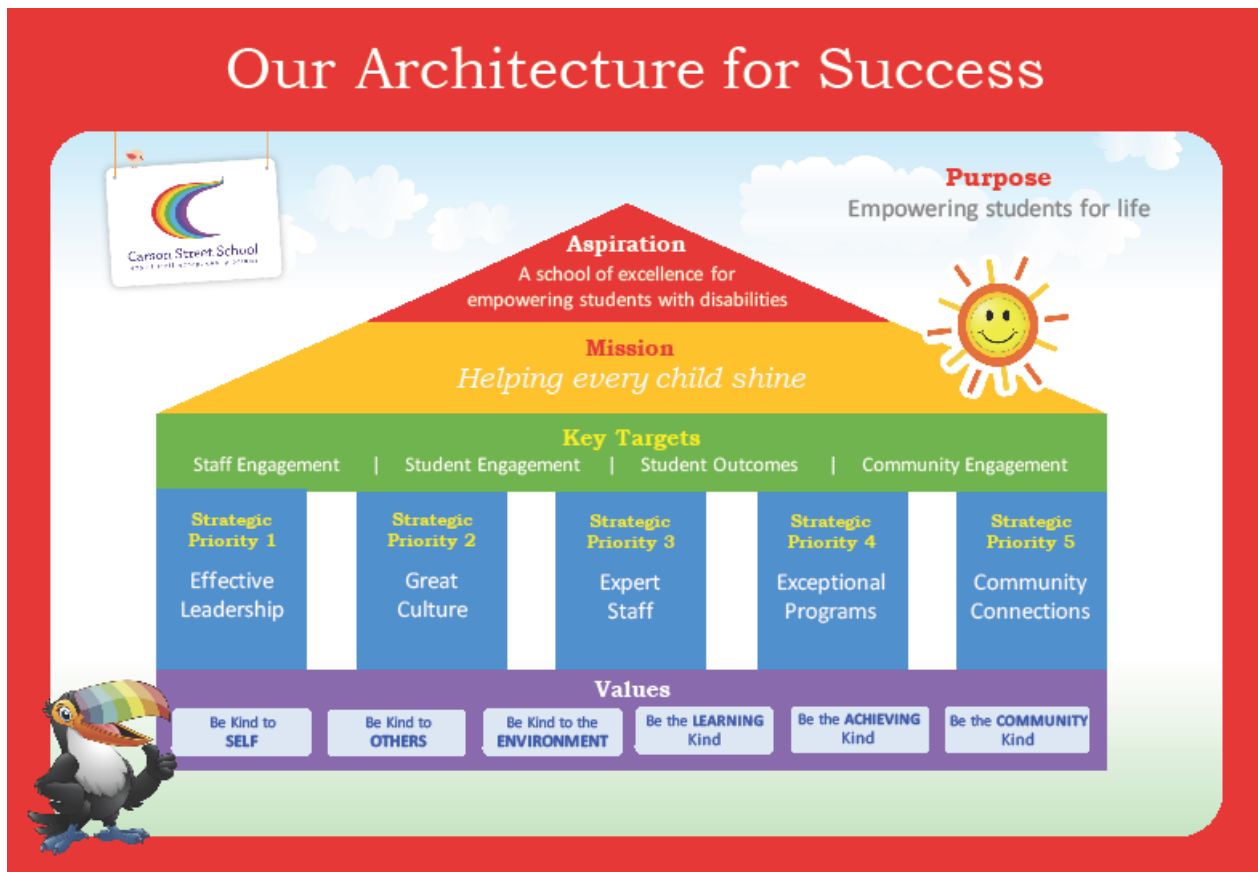 Our Architecture for Success
Carson Street School
Purpose
Empowering students for life
Aspiration
A school of excellence for
empowering students with disabilities
Mission
Helping every child shine
Key Targets
Staff Engagement | Student Engagement | Student Outcomes | Community Engagement
Strategic
Priority 1
Effective
Leadership
Strategic
Priority 2
Great
Culture
Strategic
Priority 3
Expert
Staff
Strategic
Priority 4
Exceptional
Programs
Strategic
Priority 5
Community
Connections
Values
Be Kind to
SELF
Be Kind to
OTHERS
Be Kind to the
ENVIRONMENT
Be the LEARNING
Kind
Be the ACHIEVING
Kind
Be the COMMUNITY
Kind